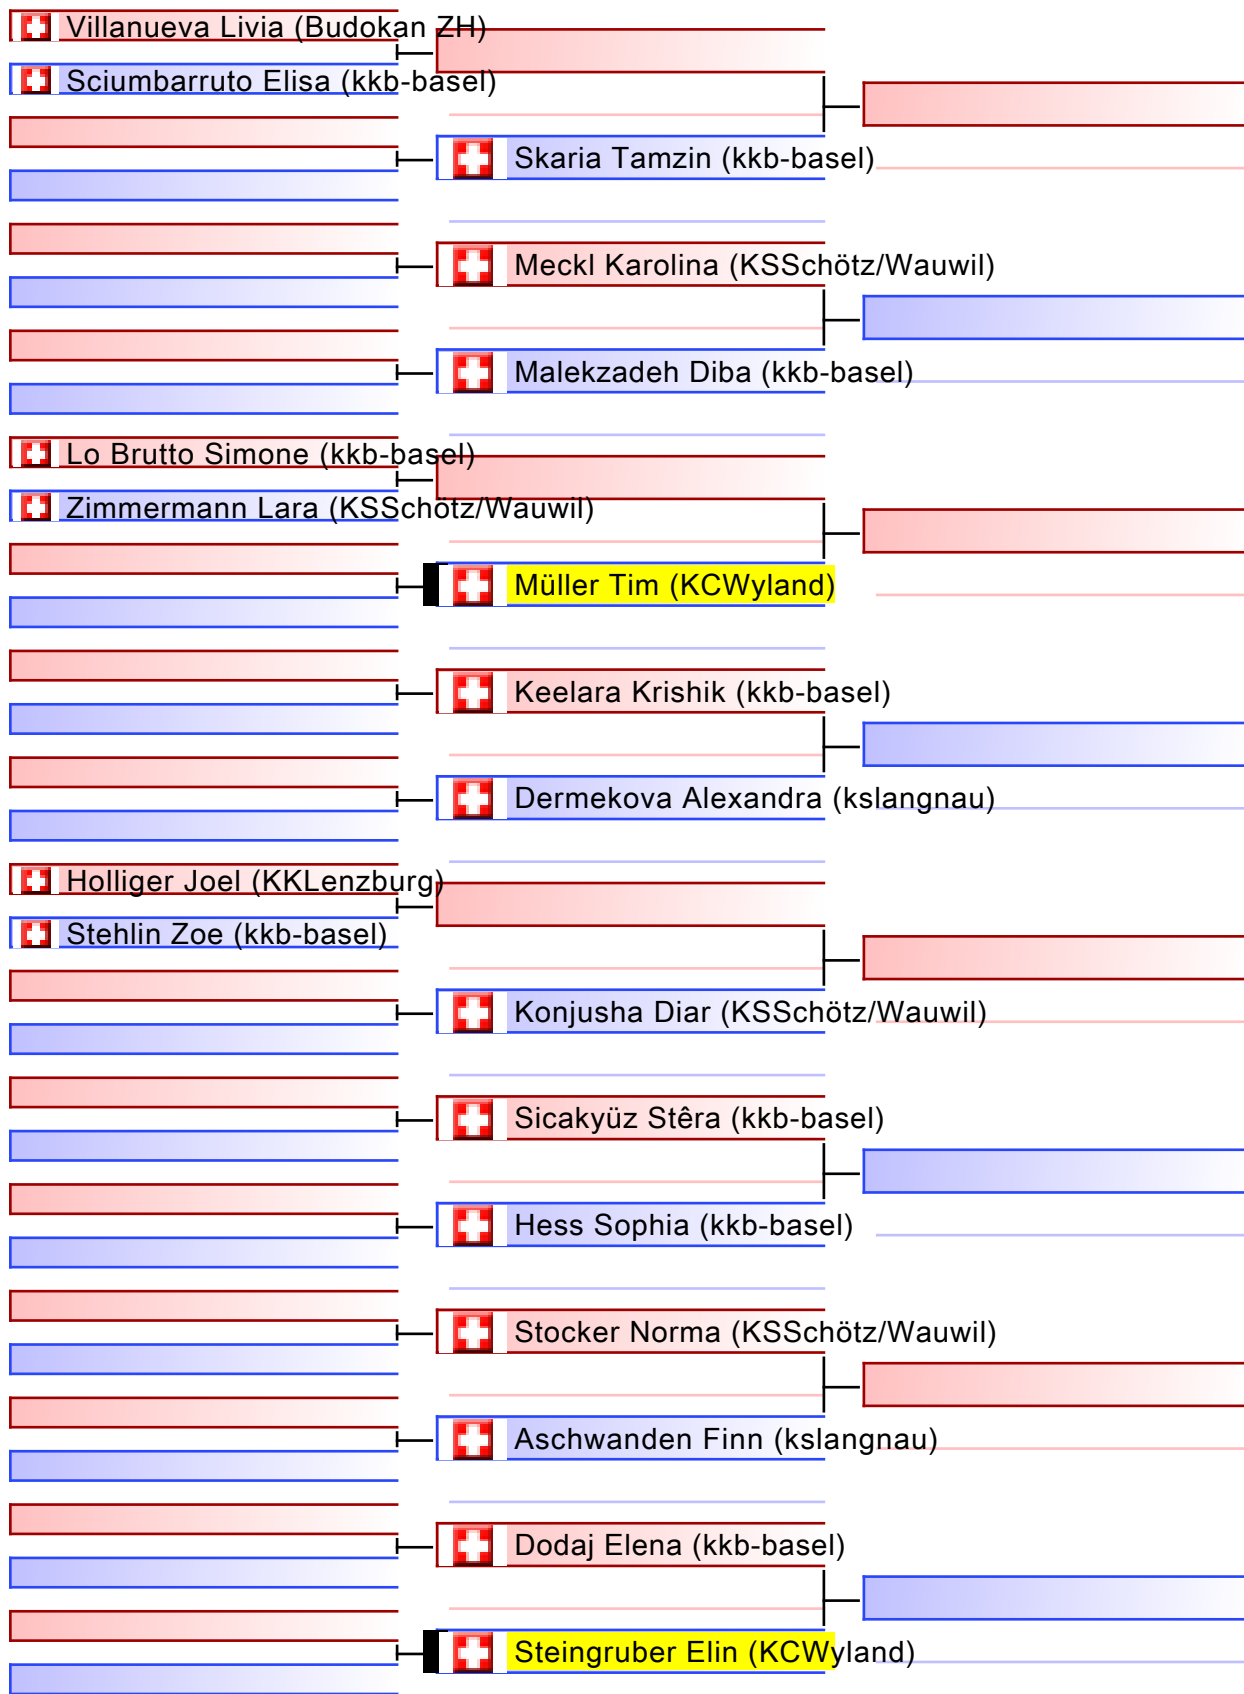 Villanueva Livia (Budokan ZH)
Sciumbarruto Elisa (kkb-basel)
Skaria Tamzin (kkb-basel)
Meckl Karolina (KSSchötz/Wauwil)
Malekzadeh Diba (kkb-basel)
Lo Brutto Simone (kkb-basel)
Zimmermann Lara (KSSchötz/Wauwil)
Müller Tim (KCWyland)
Keelara Krishik (kkb-basel)
Dermekova Alexandra (kslangnau)
Holliger Joel (KKLenzburg)
Stehlin Zoe (kkb-basel)
Konjusha Diar (KSSchötz/Wauwil)
Sicakyüz Stêra (kkb-basel)
Hess Sophia (kkb-basel)
Stocker Norma (KSSchötz/Wauwil)
Aschwanden Finn (kslangnau)
Dodaj Elena (kkb-basel)
Steingruber Elin (KCWyland)